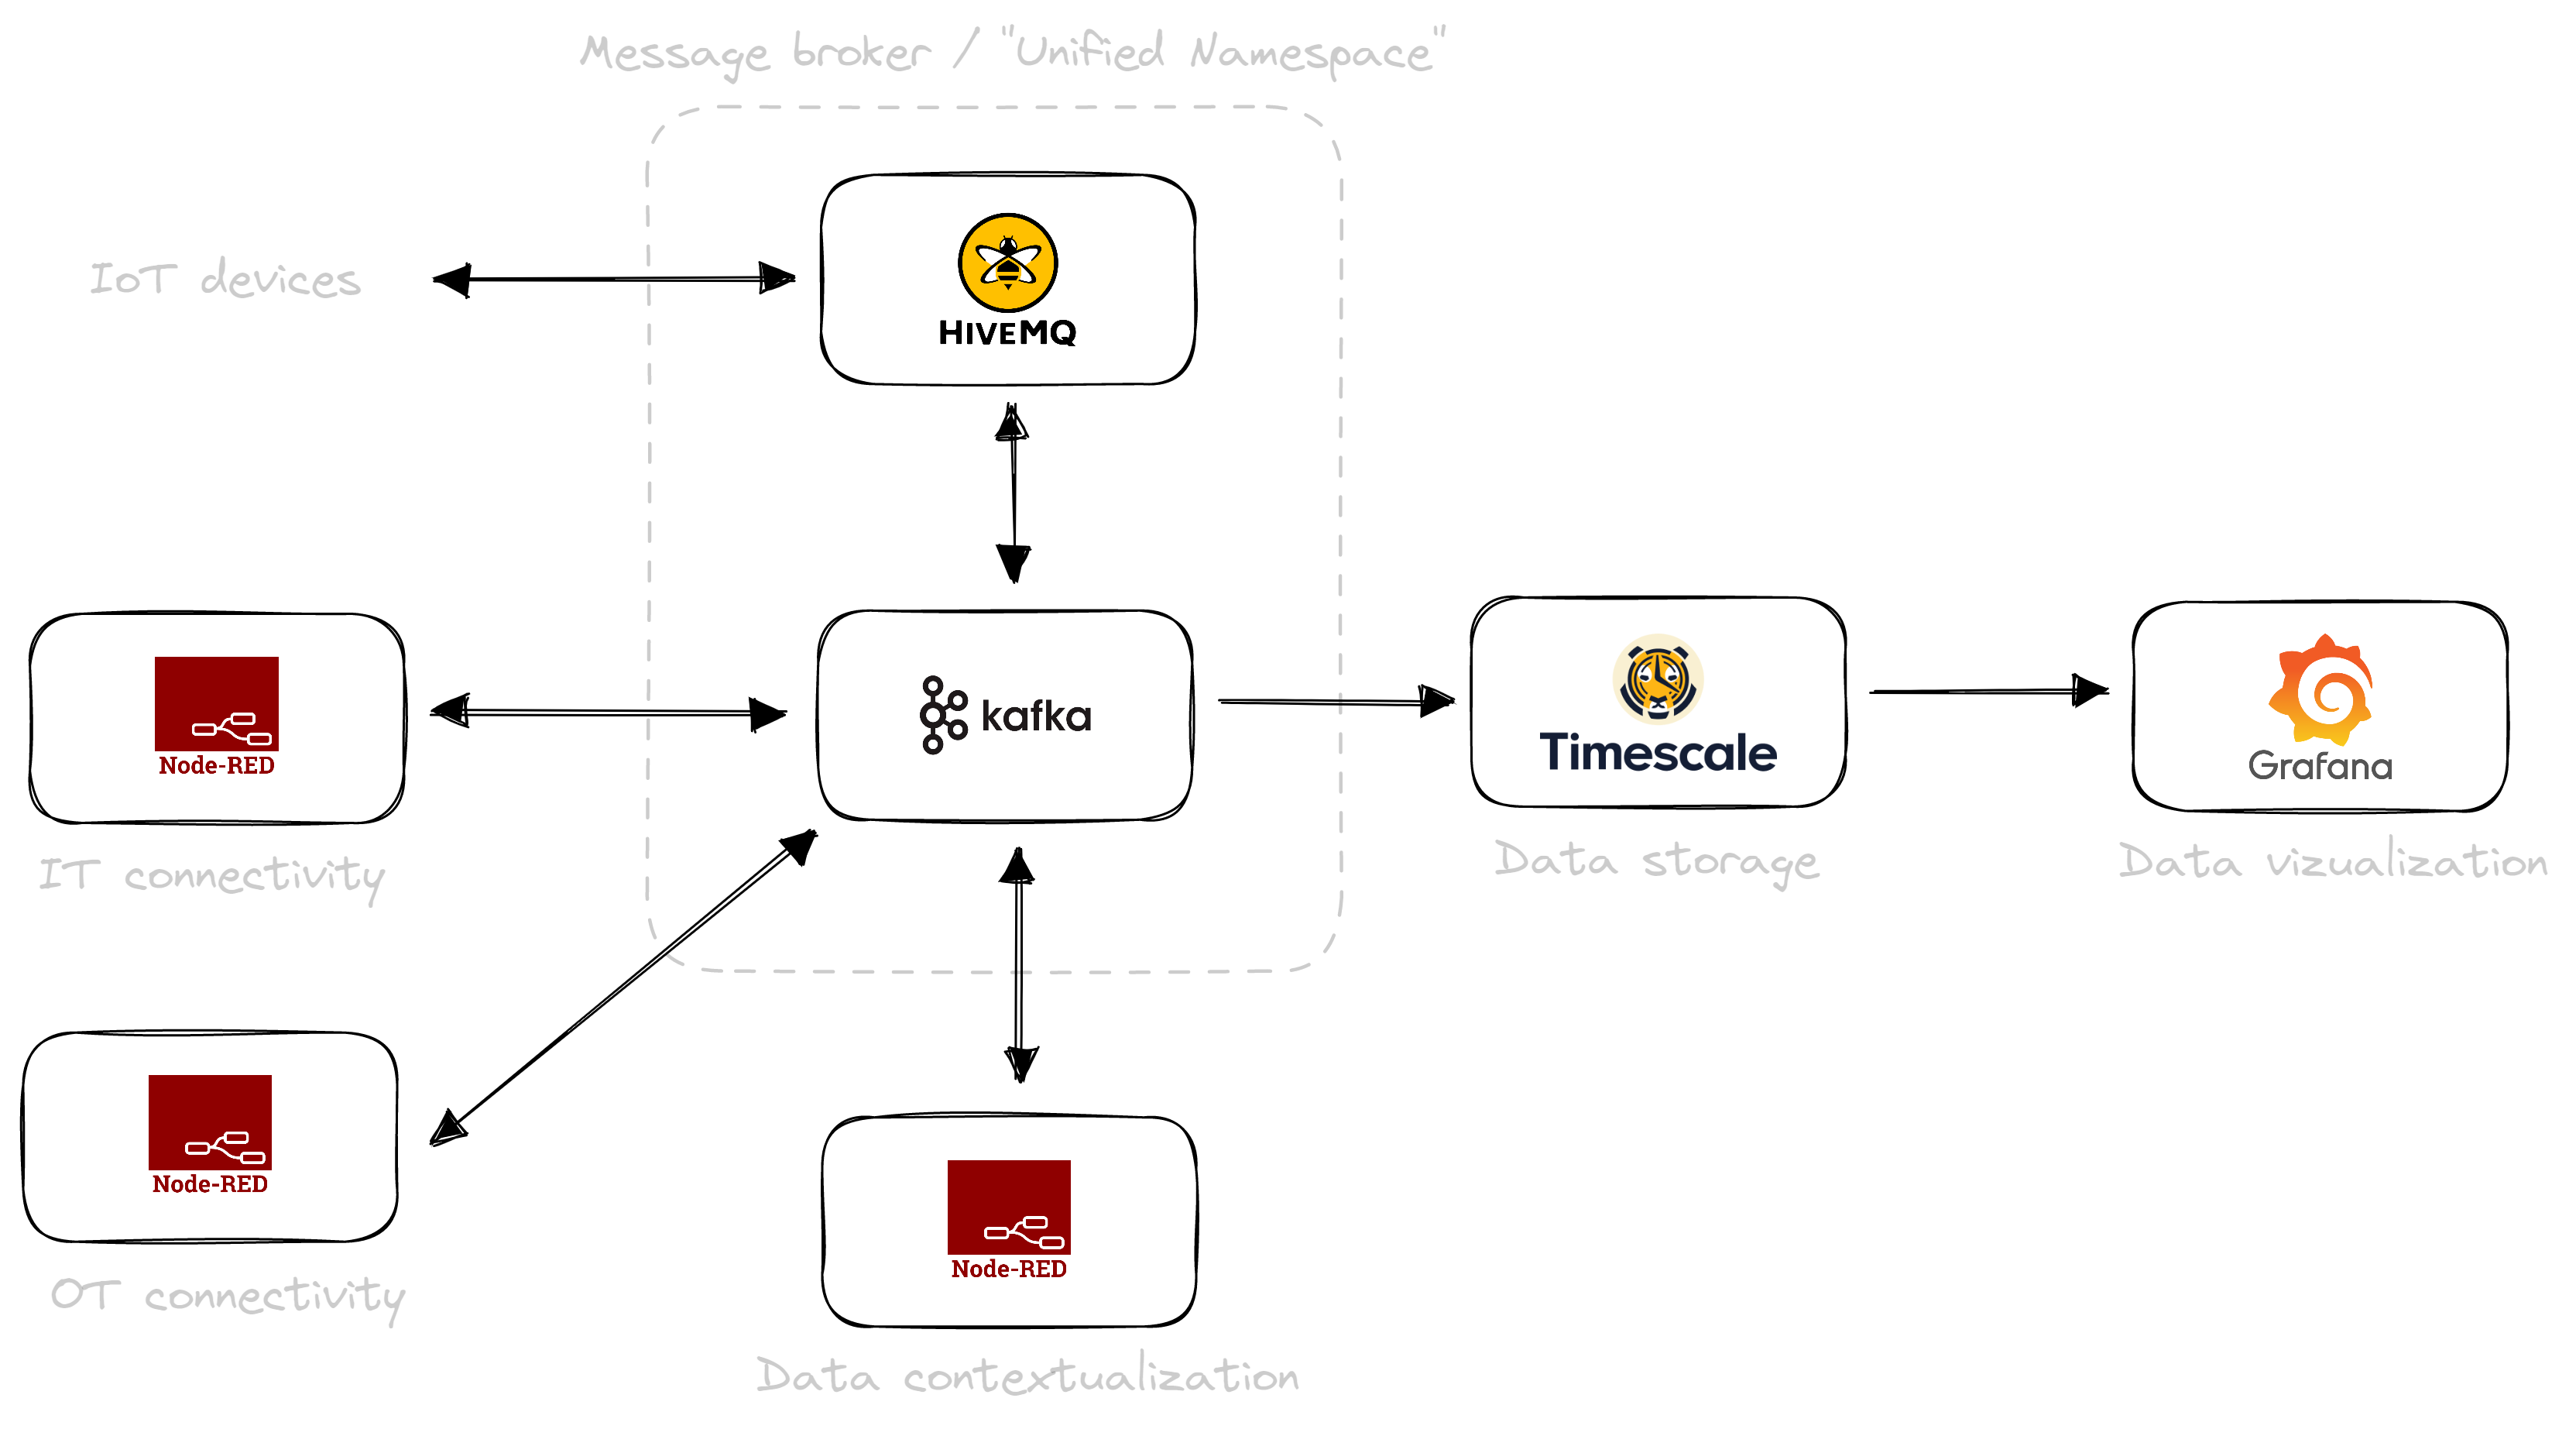 Message broker / "Unified Namespace"
IoT devices
HIVEMQ
Node-RED
IT connectivity
kafka
Timescale
Data storage
Grafana
Data vizualization
Node-RED
OT connectivity
Node-RED
Data contextualization